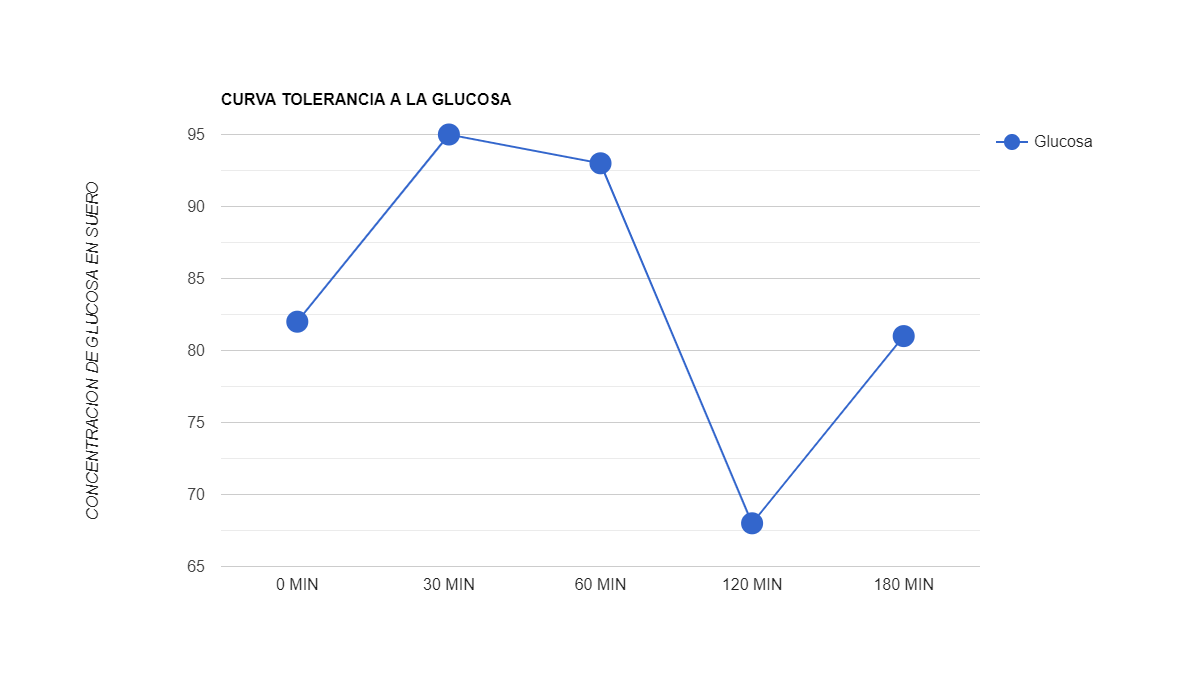 CURVA TOLERANCIA A LA GLUCOSA
Glucosa
CONCENTRACION DE GLUCOSA EN SUERO
95
90
85
80
75
70
65
0 MIN
30 MIN
60 MIN
120 MIN
180 MIN